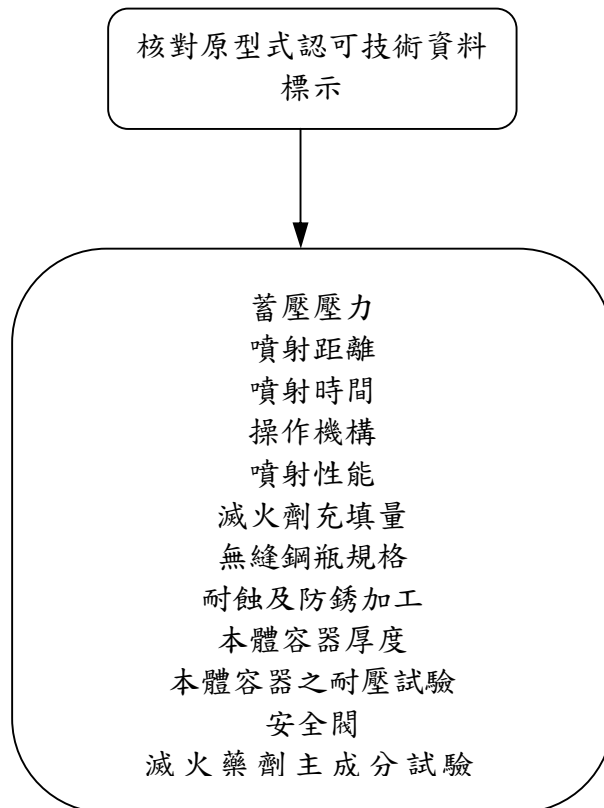 核對原型式認可技術資料
標示
蓄壓壓力
噴射距離
噴射時間
操作機構
噴射性能
滅火劑充填量
無縫鋼瓶規格
耐蝕及防銹加工
本體容器厚度
本體容器之耐壓試驗
安全閥
滅火藥劑主成分試驗